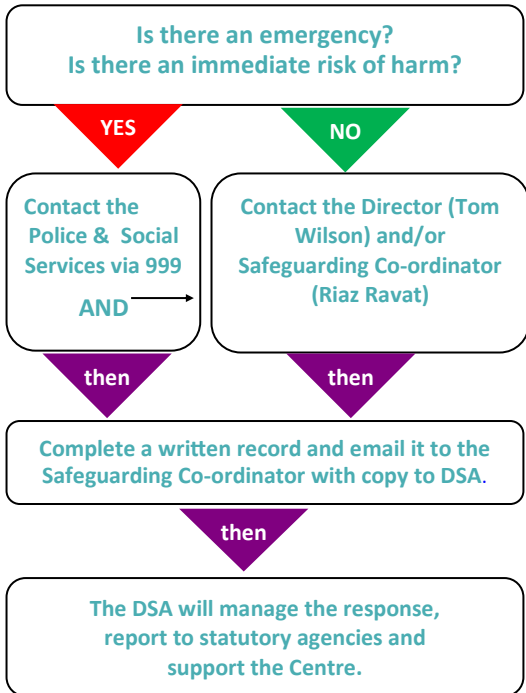 Is there an emergency?
Is there an immediate risk of harm?
YES
NO
Contact the
Police & Social
Services via 999
AND
Contact the Director (Tom
Wilson) and/or
Safeguarding Co-ordinator
(Riaz Ravat)
then
then
Complete a written record and email it to the
Safeguarding Co-ordinator with copy to DSA.
then
The DSA will manage the response,
report to statutory agencies and
support the Centre.